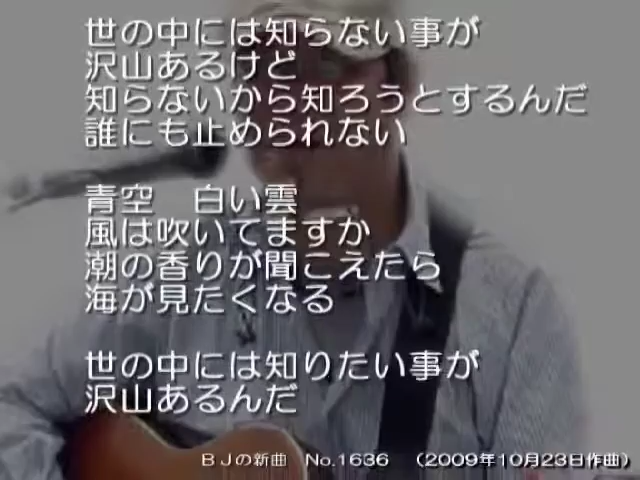 世の中には知らない事が
沢山あるけど
知らないから知ろうとするんだ
誰にも止められない
青空　白い雲
風は吹いてますか
潮の香りが聞こえたら
海が見たくなる
世の中には知りたい事が
沢山あるんだ
ＢＪの新曲　No.1636　（2009年10月23日作曲）